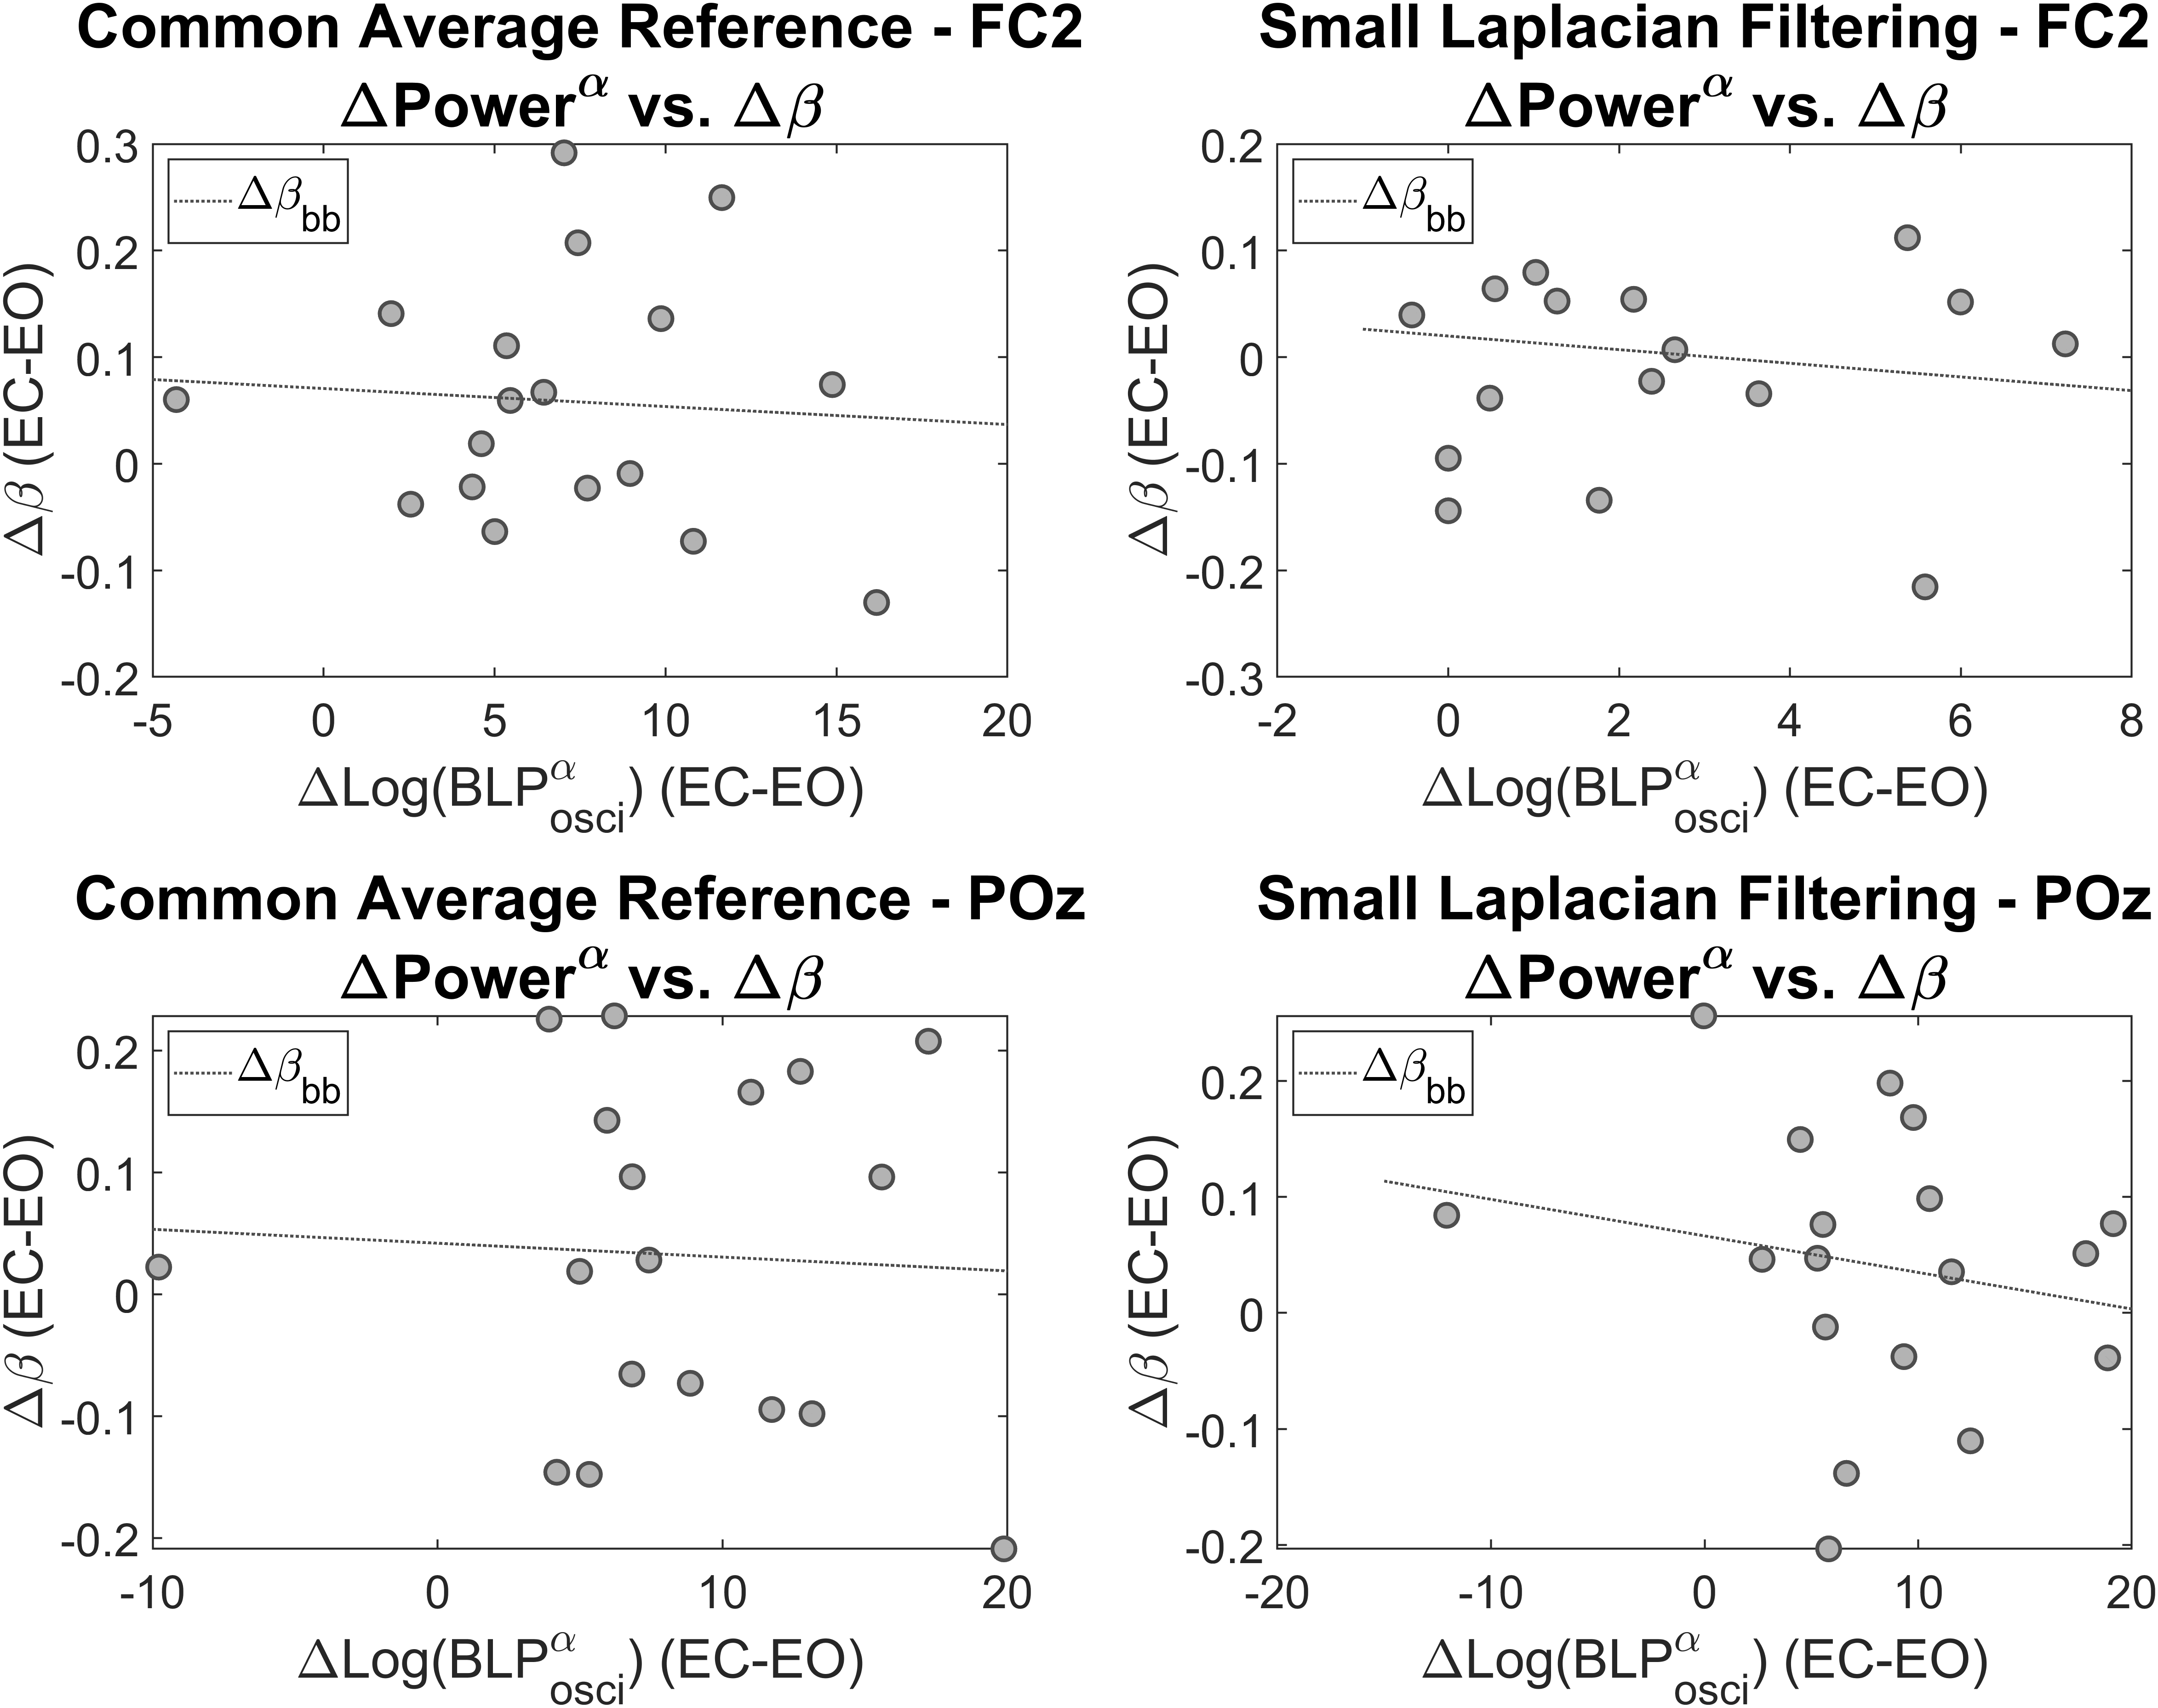 Common Average Reference - FC2
ΔPower^α vs. Δβ
0.3
0.2
0.1
0
-0.1
-0.2
Δβ_bb
Δβ (EC-EO)
-5 0 5 10 15 20
ΔLog(BLP^α_osci) (EC-EO)
Small Laplacian Filtering - FC2
ΔPower^α vs. Δβ
0.2
0.1
0
-0.1
-0.2
-0.3
Δβ_bb
Δβ (EC-EO)
-2 0 2 4 6 8
ΔLog(BLP^α_osci) (EC-EO)
Common Average Reference - POz
ΔPower^α vs. Δβ
0.2
0.1
0
-0.1
-0.2
Δβ_bb
Δβ (EC-EO)
-10 0 10 20
ΔLog(BLP^α_osci) (EC-EO)
Small Laplacian Filtering - POz
ΔPower^α vs. Δβ
0.2
0.1
0
-0.1
-0.2
Δβ_bb
Δβ (EC-EO)
-20 -10 0 10 20
ΔLog(BLP^α_osci) (EC-EO)